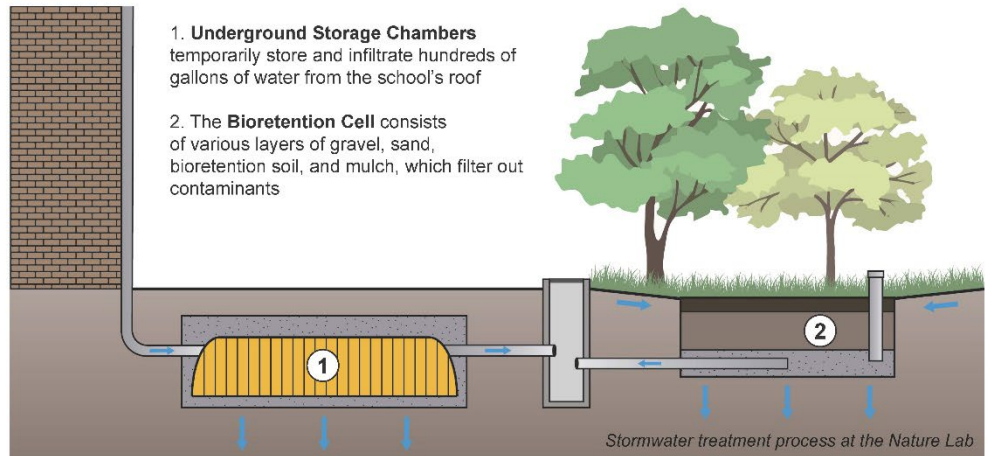 1. Underground Storage Chambers
temporarily store and infiltrate hundreds of
gallons of water from the school's roof
2. The Bioretention Cell consists
of various layers of gravel, sand,
bioretention soil, and mulch, which filter out
contaminants
1
2
Stormwater treatment process at the Nature Lab